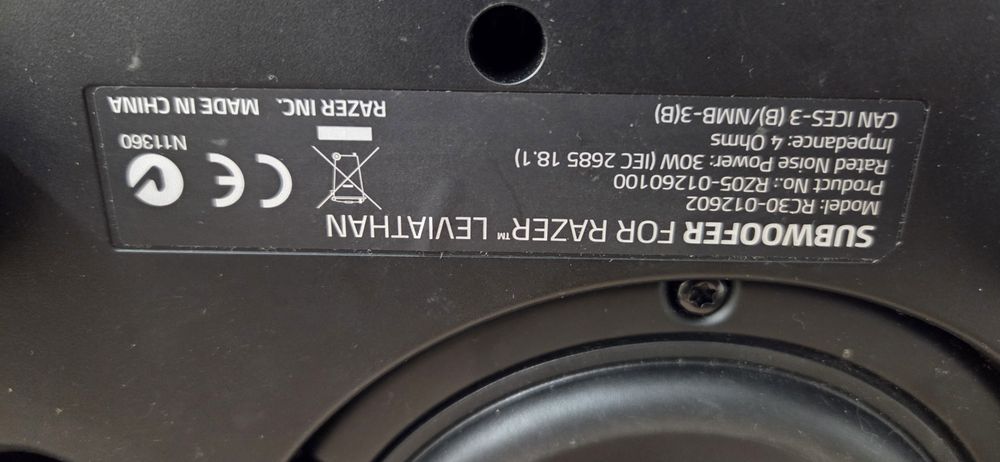 SUBWOOFER FOR RAZER™ LEVIATHAN
Model: RC30-012602
Product No.: RZ05-01260100
Rated Noise Power: 30W (IEC 2685 18.1)
Impedance: 4 Ohms
CAN ICES-3 (B)/NMB-3(B)
CE
N11360
RAZER INC.
MADE IN CHINA